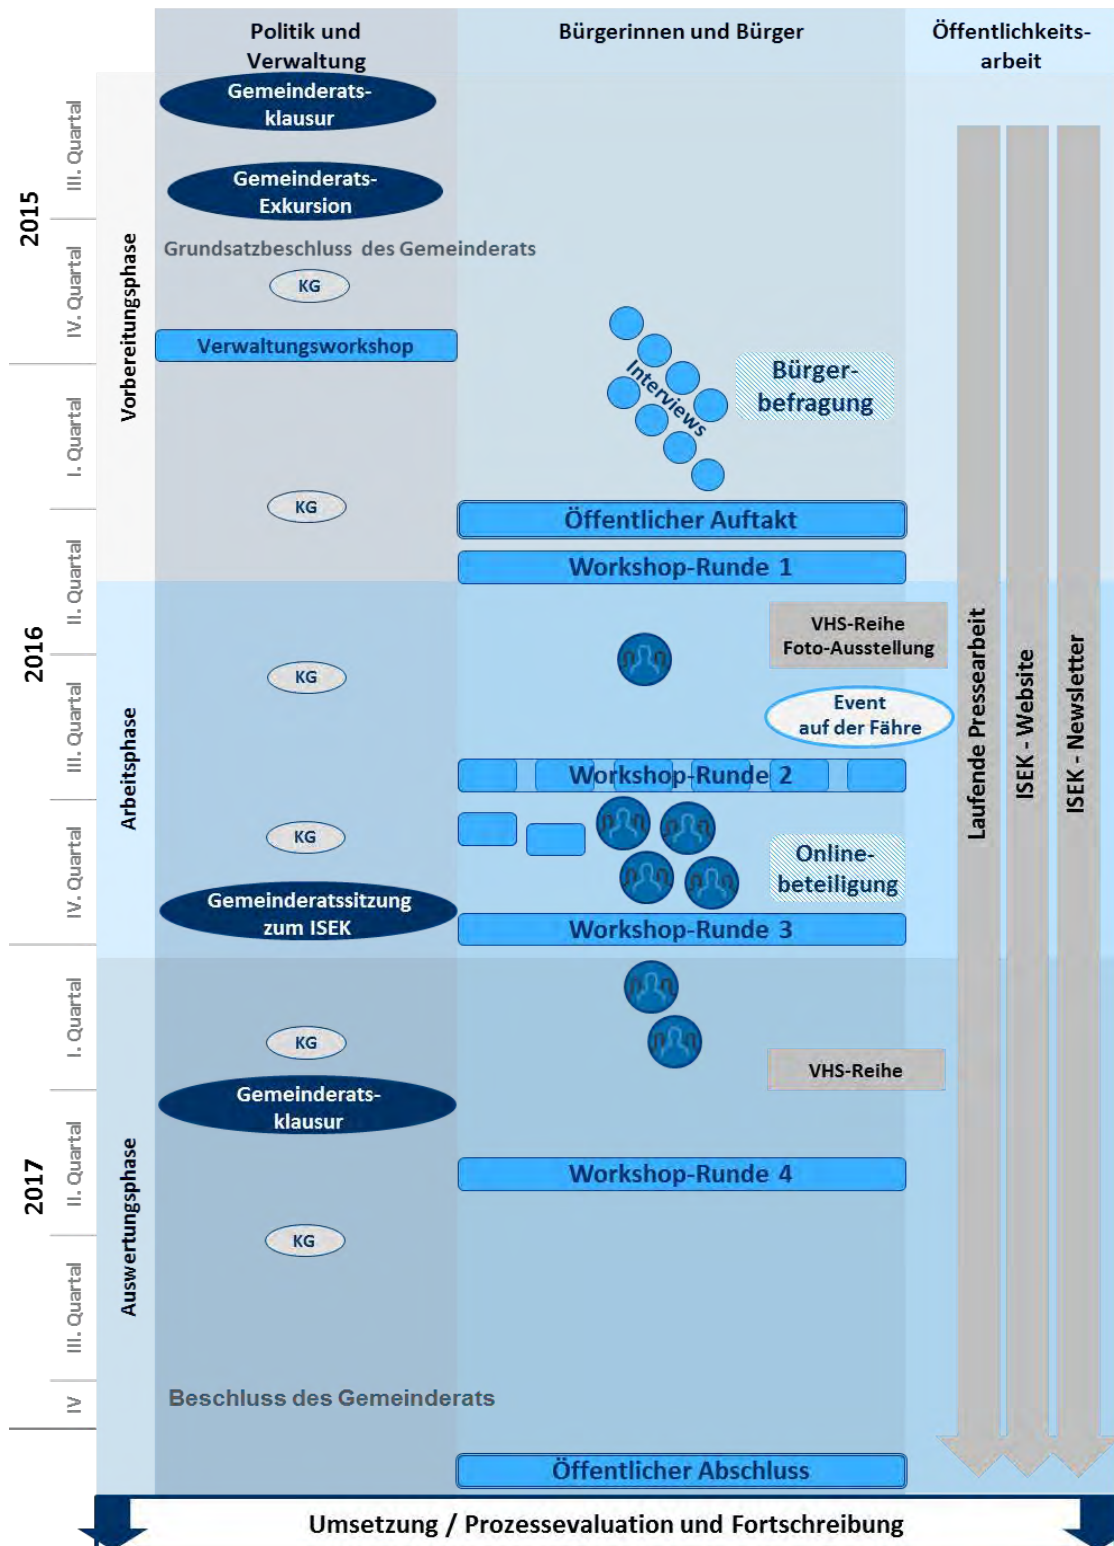 Politik und
Verwaltung
Bürgerinnen und Bürger
Öffentlichkeits-
arbeit
2015
III. Quartal
IV. Quartal
2016
I. Quartal
II. Quartal
III. Quartal
IV. Quartal
2017
I. Quartal
II. Quartal
III. Quartal
IV
Vorbereitungsphase
Arbeitsphase
Auswertungsphase
Gemeinderats-
klausur
Gemeinderats-
Exkursion
Grundsatzbeschluss des Gemeinderats
KG
Verwaltungsworkshop
Interviews
Bürger-
befragung
KG
Öffentlicher Auftakt
Workshop-Runde 1
VHS-Reihe
Foto-Ausstellung
KG
Event
auf der Fähre
Workshop-Runde 2
KG
Online-
beteiligung
Gemeinderatssitzung
zum ISEK
Workshop-Runde 3
KG
VHS-Reihe
Gemeinderats-
klausur
Workshop-Runde 4
KG
Beschluss des Gemeinderats
Öffentlicher Abschluss
Laufende Pressearbeit
ISEK - Website
ISEK - Newsletter
Umsetzung / Prozessevaluation und Fortschreibung